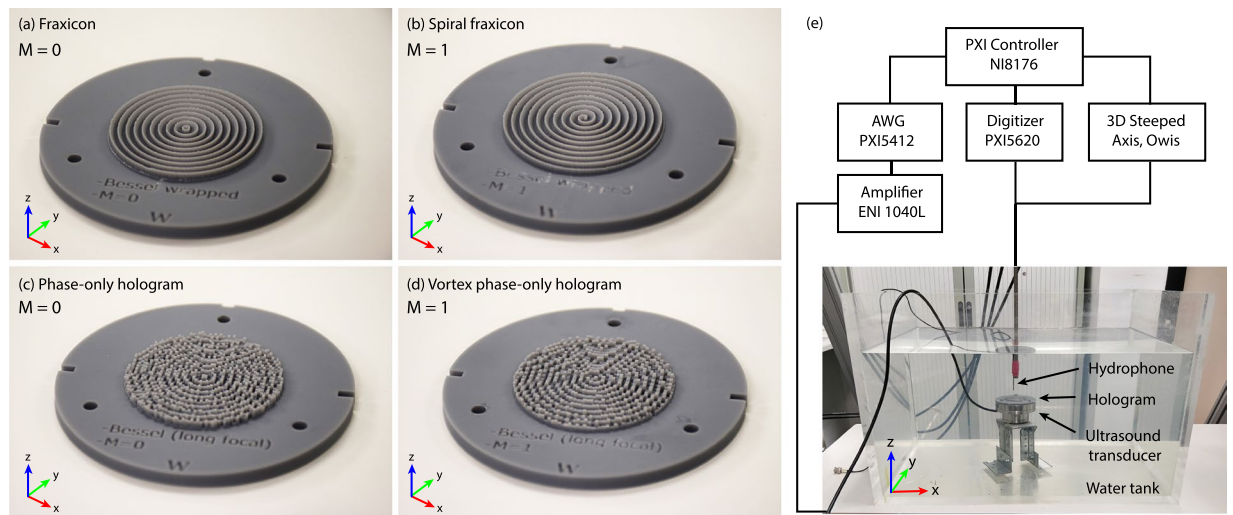 (a) Fraxicon
M = 0
-Bessel wrapped
-M=0
W
z
y
x
(b) Spiral fraxicon
M = 1
-Bessel wrapped
-M=1
W
z
y
x
(c) Phase-only hologram
M = 0
-Bessel (long focal)
-M=0
W
z
y
x
(d) Vortex phase-only hologram
M = 1
-Bessel (long focal)
-M=1
W
z
y
x
(e)
PXI Controller
NI8176
AWG
PXI5412
Digitizer
PXI5620
3D Steeped
Axis, Owis
Amplifier
ENI 1040L
Hydrophone
Hologram
Ultrasound
transducer
Water tank
z
y
x